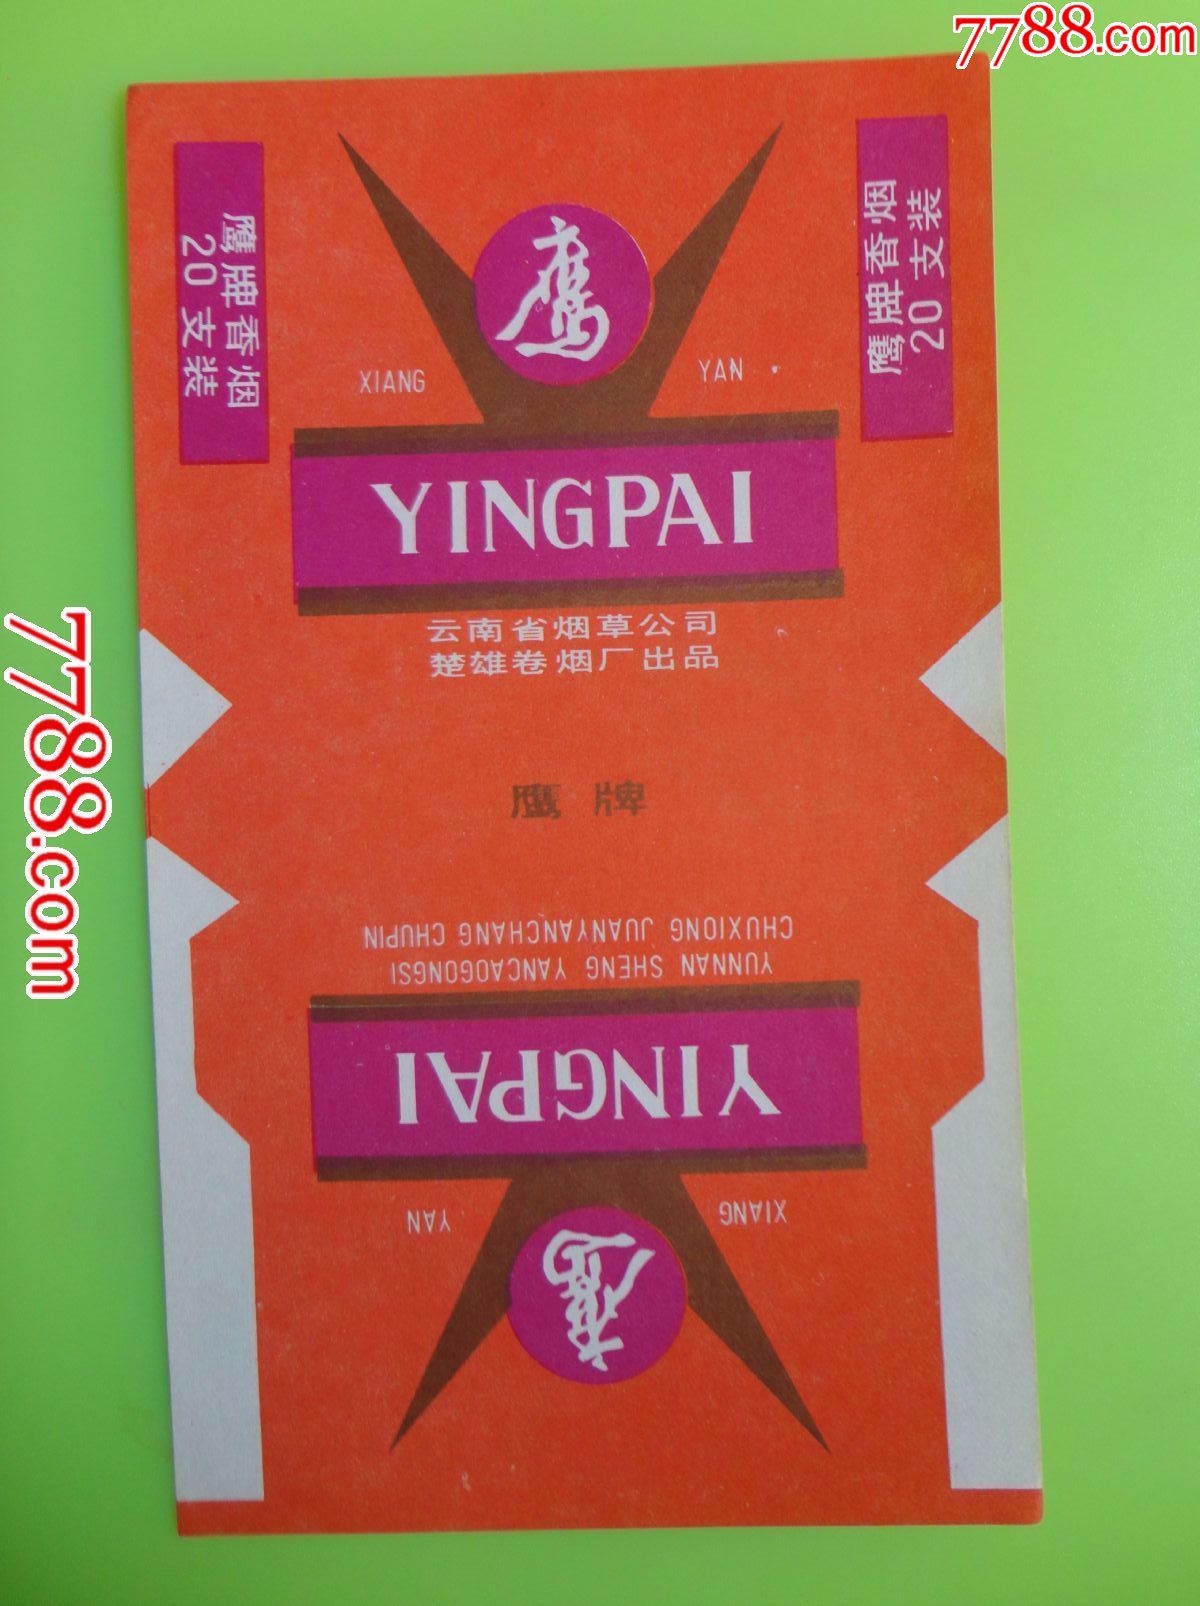 7788.com
鹰牌香烟
20支装
鹰
鹰牌香烟
20支装
XIANG YAN
YINGPAI
云南省烟草公司
楚雄卷烟厂出品
7788.com
鹰牌
YUNNAN SHENG YANCAOGONGSI
CHUXIONG JUANYANCHANG CHUPIN
YINGPAI
XIANG YAN
鹰